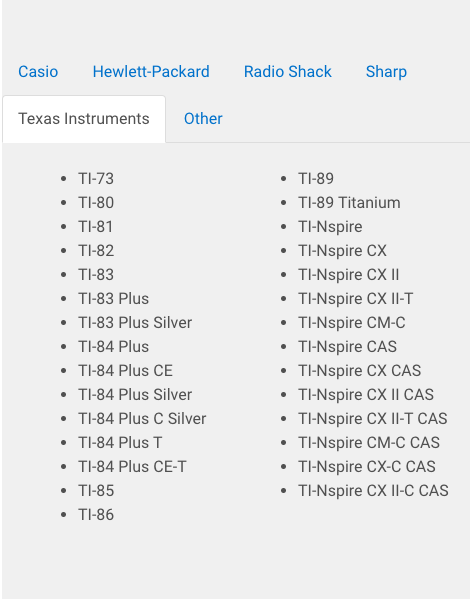 Casio Hewlett-Packard Radio Shack Sharp
Texas Instruments Other
TI-73
TI-80
TI-81
TI-82
TI-83
TI-83 Plus
TI-83 Plus Silver
TI-84 Plus
TI-84 Plus CE
TI-84 Plus Silver
TI-84 Plus C Silver
TI-84 Plus T
TI-84 Plus CE-T
TI-85
TI-86
TI-89
TI-89 Titanium
TI-Nspire
TI-Nspire CX
TI-Nspire CX II
TI-Nspire CX II-T
TI-Nspire CM-C
TI-Nspire CAS
TI-Nspire CX CAS
TI-Nspire CX II CAS
TI-Nspire CX II-T CAS
TI-Nspire CM-C CAS
TI-Nspire CX-C CAS
TI-Nspire CX II-C CAS